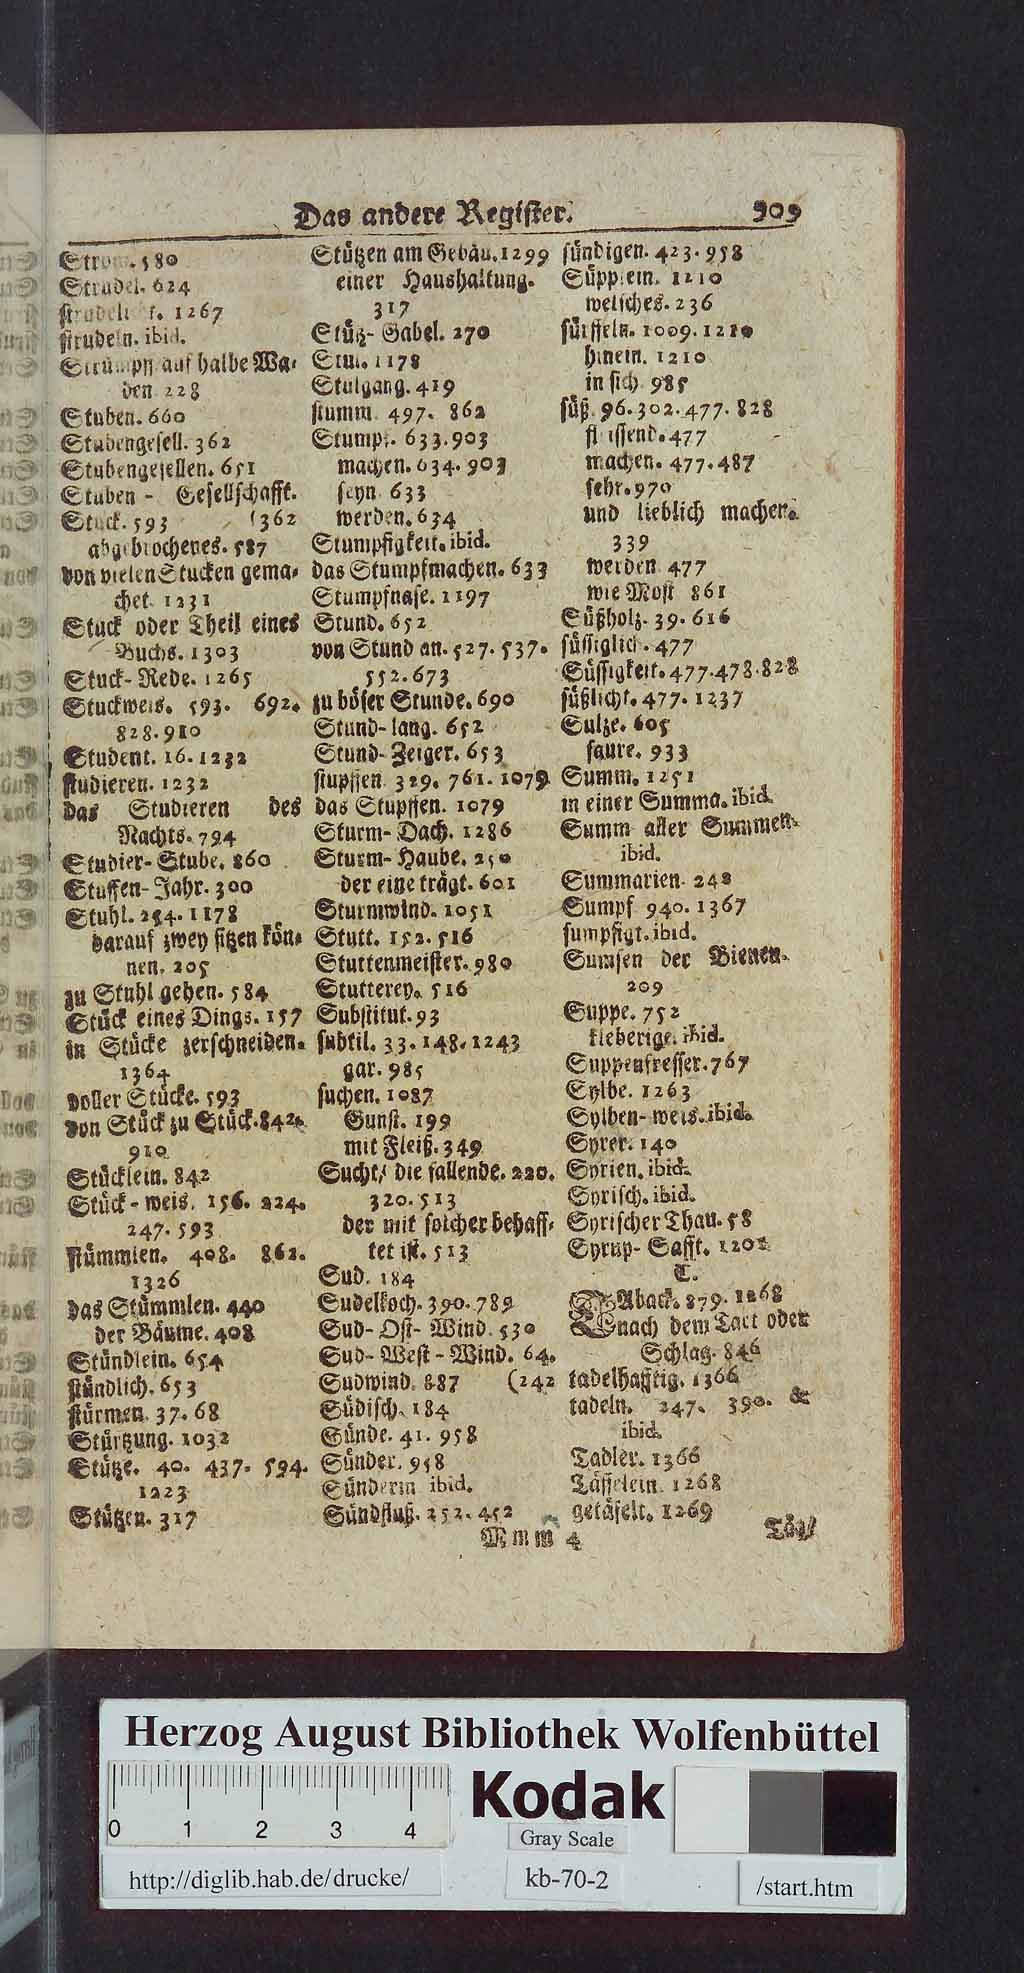 Das andere Register. 909
Strom. 580
Strudel. 624
1267
strudeln. ibid.
Strümpff auf halbe Wa-
den 228
Stuben. 660
Stubengesell. 362
Stubengesellen. 651
Stuben - Gesellschafft.
Stuck. 593 (362
abgebrochenes. 587
von vielen Stucken gema-
chet. 1231
Stuck oder Theil eines
Buchs. 1303
Stuck-Rede. 1265
Stuckweis. 593. 692.
828. 910
Student. 16. 1232
studieren. 1232
das Studieren des
Nachts. 794
Studier-Stube. 860
Stuffen-Jahr. 300
Stuhl. 254. 1178
darauf zwey sitzen kön-
nen. 205
zu Stuhl gehen. 584
Stück eines Dings. 157
in Stücke zerschneiden.
1364
voller Stücke. 593
von Stück zu Stück. 842.
910
Stücklein. 842
Stück-weis. 156. 224.
247. 593
stümmlen. 408. 862.
1326
das Stümmlen. 440
der Bäume. 408
Stündlein. 654
stündlich. 653
stürmen. 37. 68
Stürtzung. 1032
Stütze. 40. 437. 594.
1223
Stützen. 317
Stützen am Gebäu. 1299
einer Haushaltung.
317
Stütz-Gabel. 270
1178
Stulgang. 419
stumm. 497. 862
Stumpf. 633. 903
machen. 634. 903
seyn. 633
werden. 634
Stumpfigkeit. ibid.
das Stumpfmachen. 633
Stumpfnase. 1197
Stund. 652
von Stund an. 527. 537.
552. 673
zu böser Stunde. 690
Stund-lang. 652
Stund-Zeiger. 653
stupffen. 329. 761. 1079
das Stupffen. 1079
Sturm-Dach. 1286
Sturm-Haube. 250
der eine trägt. 601
Sturmwind. 1051
Stutt. 152. 516
Stuttenmeister. 980
Stutterey. 516
Substitut. 93
subtil. 33. 148. 1243
gar. 985
suchen. 1087
Gunst. 199
mit Fleiß. 349
Sucht/ die fallende. 220.
320. 513
der mit solcher behaff-
tet ist. 513
Sud. 184
Sudelkoch. 390. 789
Sud-Ost-Wind. 530
Sud-West-Wind. 64.
Sudwind. 887 (242
Südisch. 184
Sünde. 41. 958
Sünder. 958
Sünderin ibid.
Sündfluß. 252. 452
sündigen. 423. 958
Süpplein. 1210
welsches. 236
sürffeln. 1009. 1210
hinein. 1210
in sich 985
süß. 96. 302. 477. 828
fliessend. 477
machen. 477. 487
sehr. 970
und lieblich machen.
339
werden. 477
wie Most 861
Süßholz. 39. 616
süssiglich. 477
Süssigkeit. 477. 478. 828
süßlicht. 477. 1237
Sulze. 605
saure. 933
Summ. 1251
in einer Summa. ibid.
Summ aller Summen.
ibid.
Summarien. 248
Sumpf 940. 1367
sumpfigt. ibid.
Sumsen der Bienen.
209
Suppe. 752
kleberige. ibid.
Suppenfresser. 767
Sylbe. 1263
Sylben-weis. ibid.
Syrer. 140
Syrien. ibid.
Syrisch. ibid.
Syrischer Thau. 58
Syrup-Safft. 1202
T.
TAback. 879. 1268
nach dem Tact oder
Schlag. 846
tadelhafftig. 1366
tadeln. 247. 390. &
ibid.
Tadler. 1366
Täffelein. 1268
getäfelt. 1269
Mmm 4 Täg/
Herzog August Bibliothek Wolfenbüttel
0 1 2 3 4
Kodak
Gray Scale
http://diglib.hab.de/drucke/
kb-70-2
/start.htm